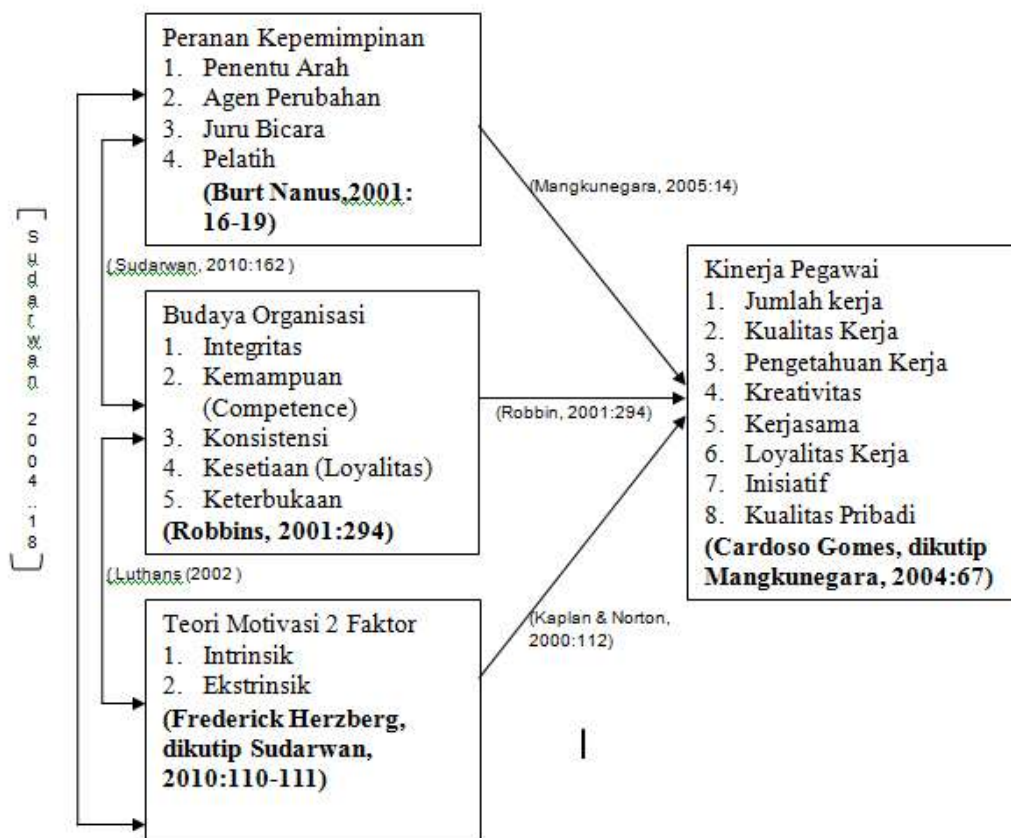 Peranan Kepemimpinan
1. Penentu Arah
2. Agen Perubahan
3. Juru Bicara
4. Pelatih
(Burt Nanus,2001:
16-19)
(Mangkunegara, 2005:14)
[Sudarwan 2004..18]
(Sudarwan, 2010:162 )
Budaya Organisasi
1. Integritas
2. Kemampuan
(Competence)
3. Konsistensi
4. Kesetiaan (Loyalitas)
5. Keterbukaan
(Robbins, 2001:294)
(Robbin, 2001:294)
Kinerja Pegawai
1. Jumlah kerja
2. Kualitas Kerja
3. Pengetahuan Kerja
4. Kreativitas
5. Kerjasama
6. Loyalitas Kerja
7. Inisiatif
8. Kualitas Pribadi
(Cardoso Gomes, dikutip
Mangkunegara, 2004:67)
(Luthans (2002 )
Teori Motivasi 2 Faktor
1. Intrinsik
2. Ekstrinsik
(Frederick Herzberg,
dikutip Sudarwan,
2010:110-111)
(Kaplan & Norton,
2000:112)